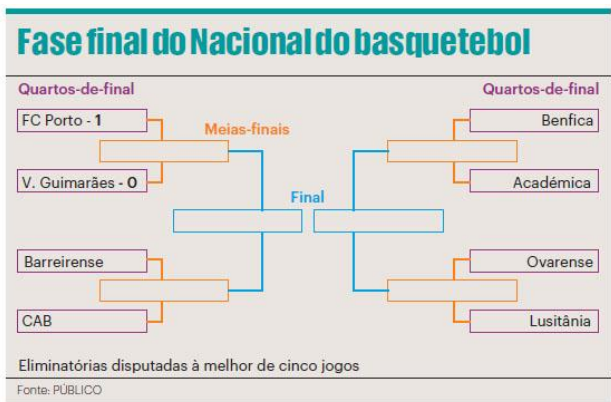 Fase final do Nacional do basquetebol
Quartos-de-final
Quartos-de-final
FC Porto - 1
Meias-finais
Benfica
V. Guimarães - 0
Académica
Final
Barreirense
Ovarense
CAB
Lusitânia
Eliminatórias disputadas à melhor de cinco jogos
Fonte: PÚBLICO